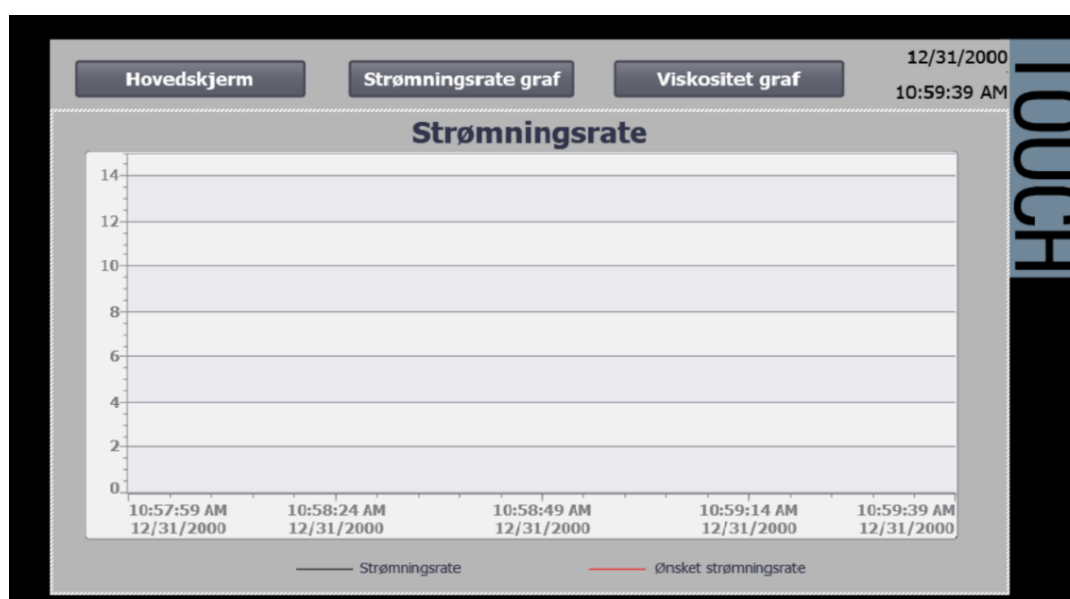 Hovedskjerm
Strømningsrate graf
Viskositet graf
12/31/2000
10:59:39 AM
TOUCH
Strømningsrate
14
12
10
8
6
4
2
0
10:57:59 AM 10:58:24 AM 10:58:49 AM 10:59:14 AM 10:59:39 AM
12/31/2000 12/31/2000 12/31/2000 12/31/2000 12/31/2000
Strømningsrate
Ønsket strømningsrate